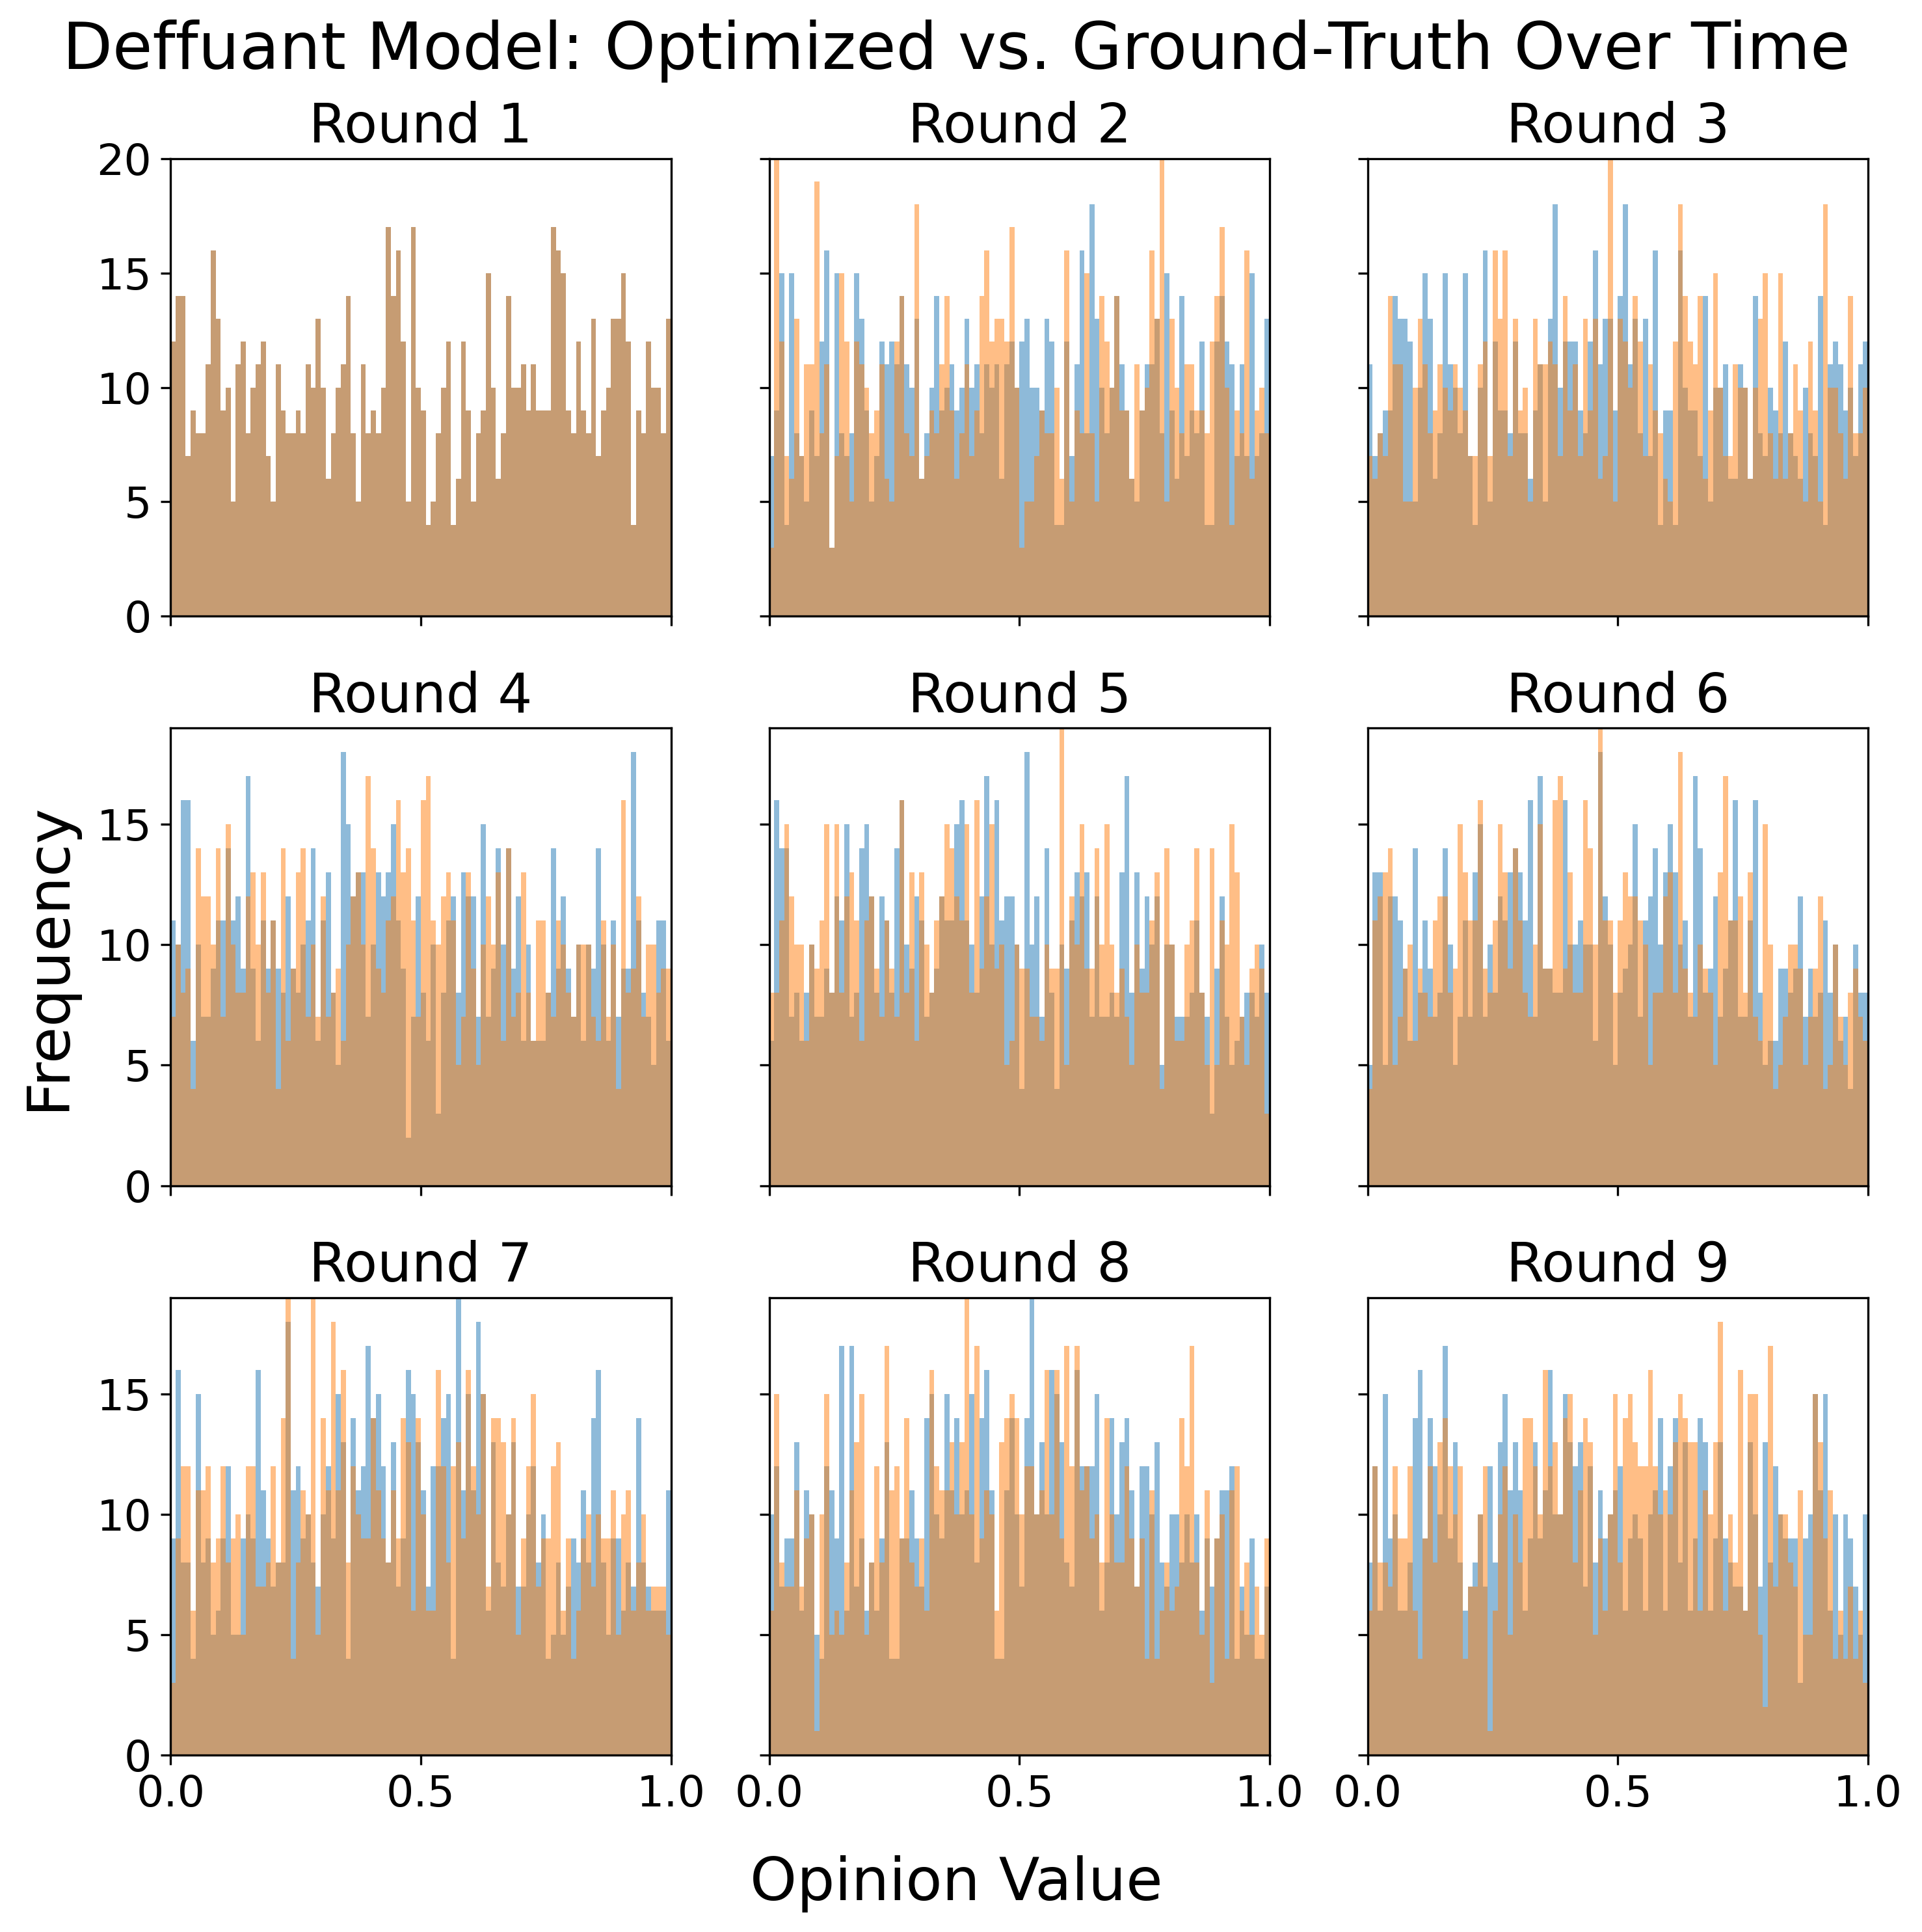 Deffuant Model: Optimized vs. Ground-Truth Over Time
Round 1
Round 2
Round 3
20
15
10
5
0
Round 4
Round 5
Round 6
15
10
5
0
Frequency
Round 7
Round 8
Round 9
15
10
5
0
0.0 0.5 1.0 0.0 0.5 1.0 0.0 0.5 1.0
Opinion Value